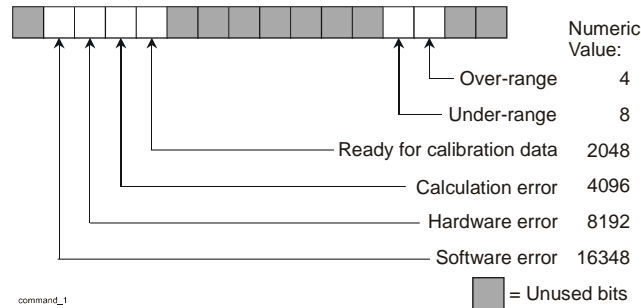 Numeric
Value:
Over-range 4
Under-range 8
Ready for calibration data 2048
Calculation error 4096
Hardware error 8192
Software error 16348
command_1
= Unused bits